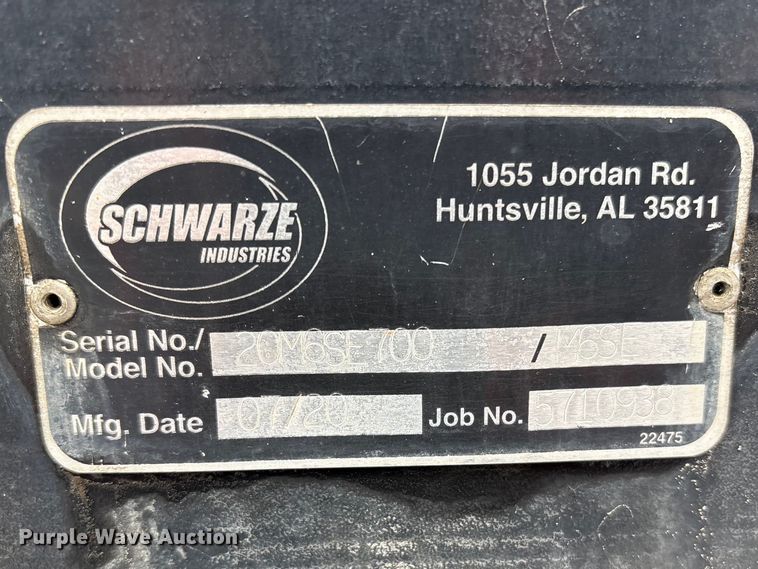 SCHWARZE
INDUSTRIES
1055 Jordan Rd.
Huntsville, AL 35811
Serial No./
Model No.
20M6SE700 / M6SE
Mfg. Date 07/20 Job No. 5710938
22475
Purple Wave Auction